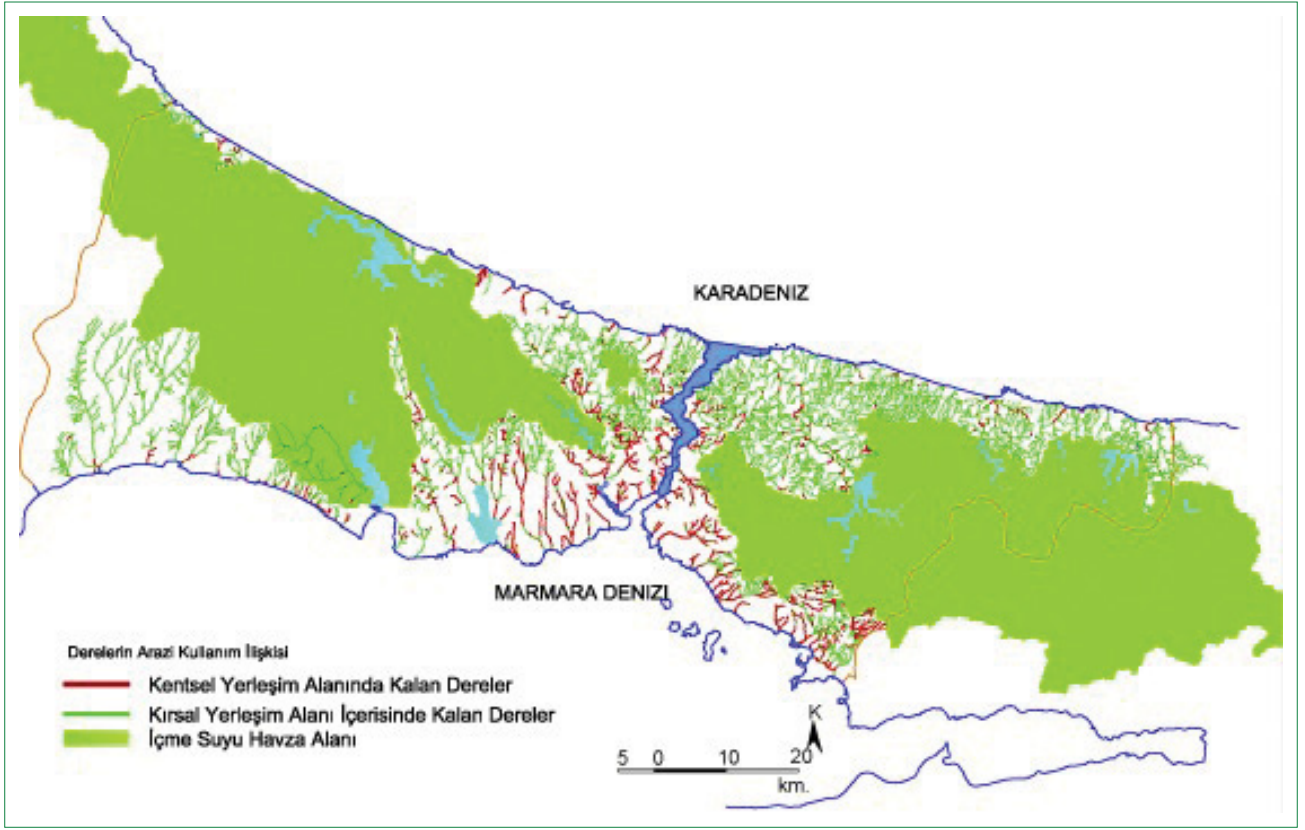 KARADENIZ
MARMARA DENIZI
Derelerin Arazi Kullanım İlişkisi
Kentsel Yerleşim Alanında Kalan Dereler
Kırsal Yerleşim Alanı İçerisinde Kalan Dereler
İçme Suyu Havza Alanı
K
5 0 10 20
km.